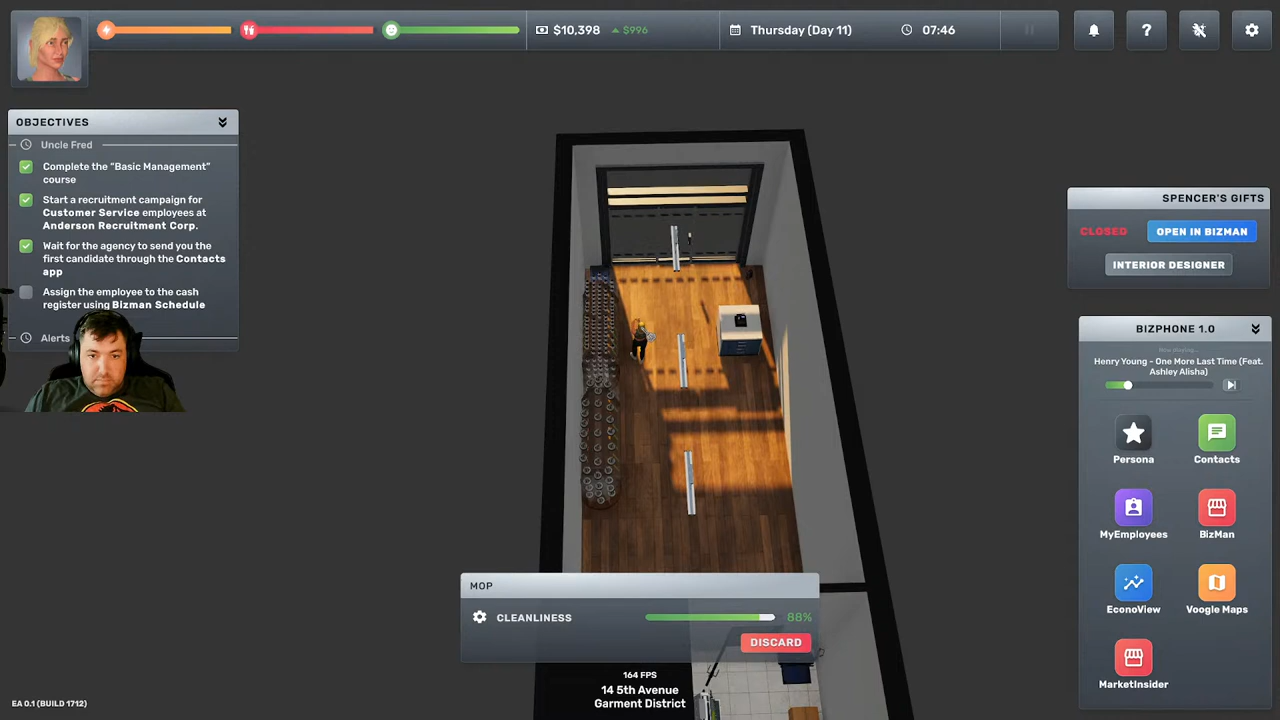 $10,398
$996
Thursday (Day 11)
07:46
?
OBJECTIVES
Uncle Fred
Complete the "Basic Management"
course
Start a recruitment campaign for
Customer Service employees at
Anderson Recruitment Corp.
Wait for the agency to send you the
first candidate through the Contacts
app
Assign the employee to the cash
register using Bizman Schedule
Alerts
SPENCER'S GIFTS
CLOSED
OPEN IN BIZMAN
INTERIOR DESIGNER
BIZPHONE 1.0
Now playing...
Henry Young - One More Last Time (Feat.
Ashley Alisha)
Persona
Contacts
MyEmployees
BizMan
EconoView
Voogle Maps
MarketInsider
MOP
CLEANLINESS
88%
DISCARD
164 FPS
14 5th Avenue
Garment District
EA 0.1 (BUILD 1712)